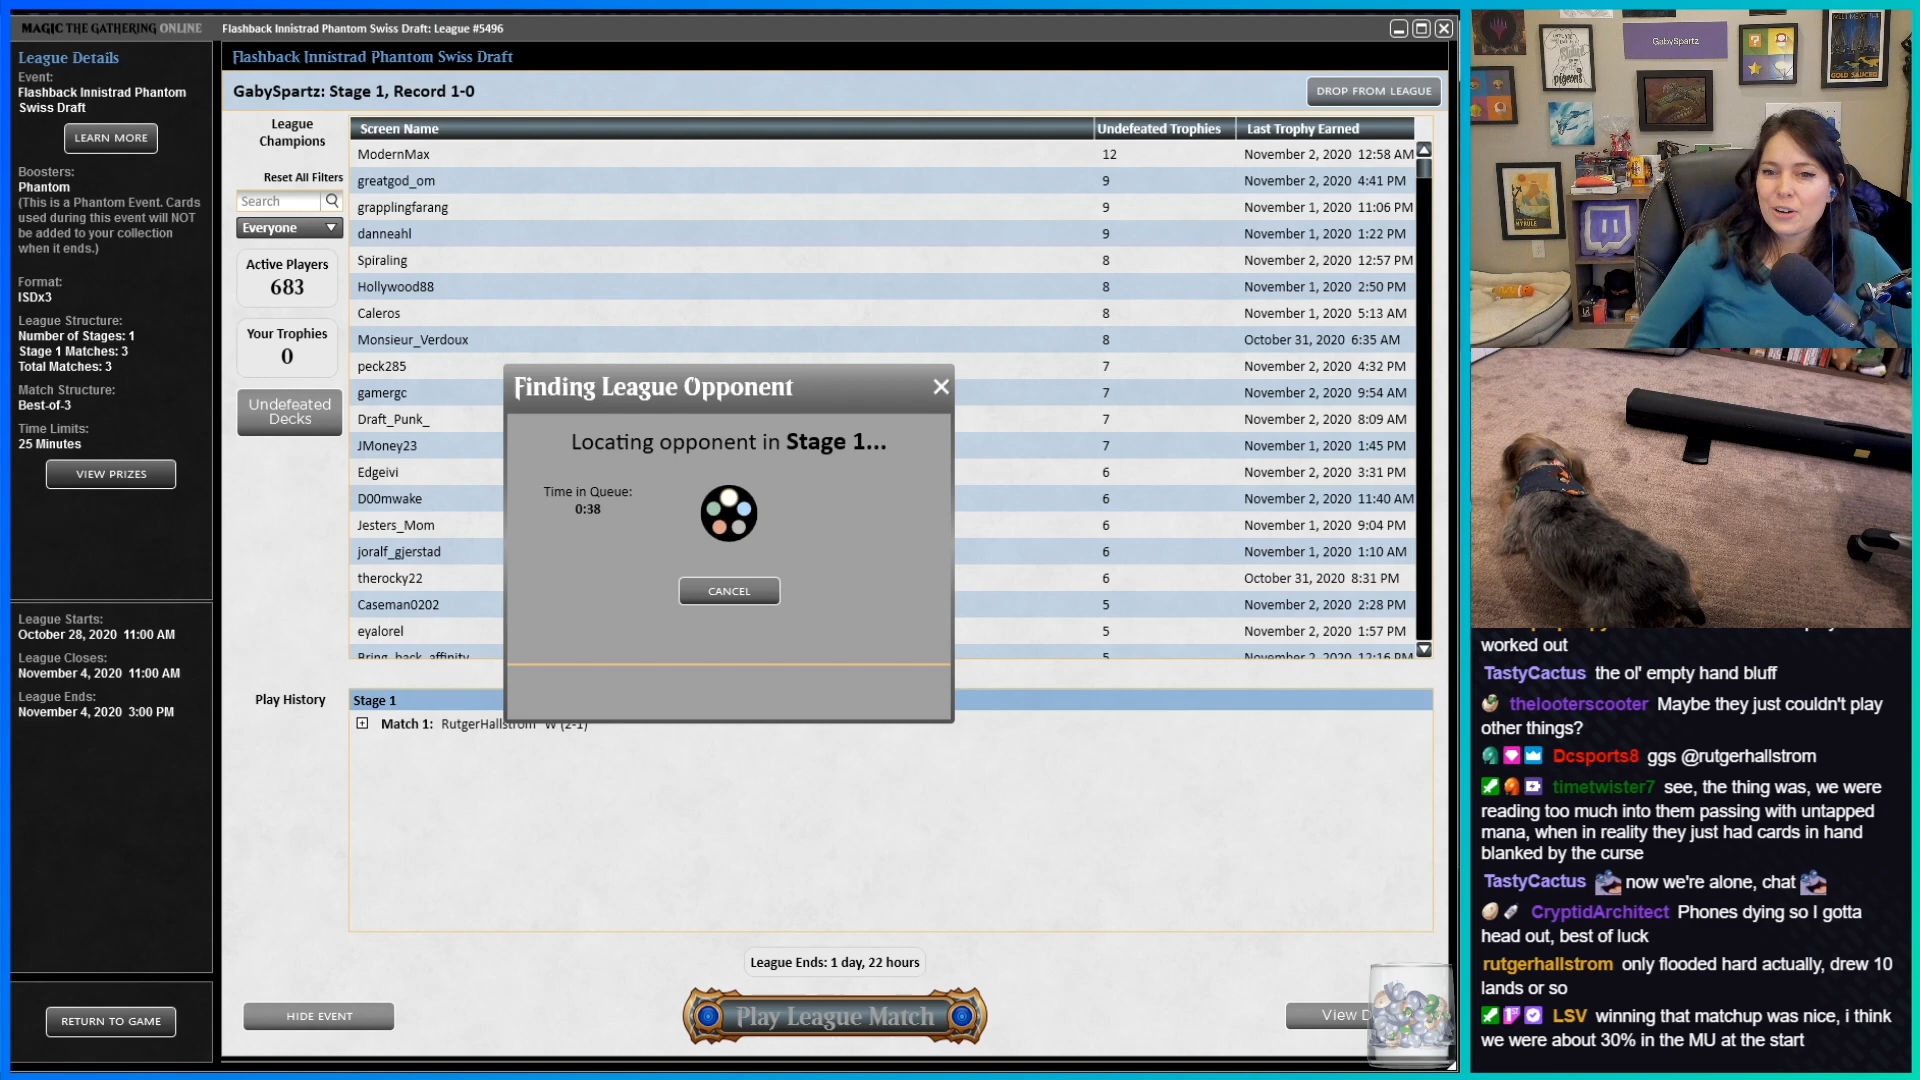 MAGIC THE GATHERING ONLINE
Flashback Innistrad Phantom Swiss Draft: League #5496
League Details
Event:
Flashback Innistrad Phantom
Swiss Draft
LEARN MORE
Boosters:
Phantom
(This is a Phantom Event. Cards
used during this event will NOT
be added to your collection
when it ends.)
Format:
ISDx3
League Structure:
Number of Stages: 1
Stage 1 Matches: 3
Total Matches: 3
Match Structure:
Best-of-3
Time Limits:
25 Minutes
VIEW PRIZES
League Starts:
October 28, 2020 11:00 AM
League Closes:
November 4, 2020 11:00 AM
League Ends:
November 4, 2020 3:00 PM
RETURN TO GAME
Flashback Innistrad Phantom Swiss Draft
GabySpartz: Stage 1, Record 1-0
DROP FROM LEAGUE
League
Champions
Reset All Filters
Search
Everyone
Active Players
683
Your Trophies
0
Undefeated
Decks
Screen Name Undefeated Trophies Last Trophy Earned
ModernMax 12 November 2, 2020 12:58 AM
greatgod_om 9 November 2, 2020 4:41 PM
grapplingfarang 9 November 1, 2020 11:06 PM
danneahl 9 November 1, 2020 1:22 PM
Spiraling 8 November 2, 2020 12:57 PM
Hollywood88 8 November 1, 2020 2:50 PM
Caleros 8 November 1, 2020 5:13 AM
Monsieur_Verdoux 8 October 31, 2020 6:35 AM
peck285 7 November 2, 2020 4:32 PM
gamergc 7 November 2, 2020 9:54 AM
Draft_Punk_ 7 November 2, 2020 8:09 AM
JMoney23 7 November 1, 2020 1:45 PM
Edgeivi 6 November 2, 2020 3:31 PM
D00mwake 6 November 2, 2020 11:40 AM
Jesters_Mom 6 November 1, 2020 9:04 PM
joralf_gjerstad 6 November 1, 2020 1:10 AM
therocky22 6 October 31, 2020 8:31 PM
Caseman0202 5 November 2, 2020 2:28 PM
eyalorel 5 November 2, 2020 1:57 PM
Bring_back_affinity 5 November 2, 2020 12:16 PM
Finding League Opponent
Locating opponent in Stage 1...
Time in Queue:
0:38
CANCEL
Play History
Stage 1
Match 1: RutgerHallstrom W (2-1)
League Ends: 1 day, 22 hours
HIDE EVENT
Play League Match
View D
GabySpartz
GOLD SAUCER
HYRULE
pigeons
worked out
TastyCactus the ol' empty hand bluff
thelooterscooter Maybe they just couldn't play
other things?
Dcsports8 ggs @rutgerhallstrom
timetwister7 see, the thing was, we were
reading too much into them passing with untapped
mana, when in reality they just had cards in hand
blanked by the curse
TastyCactus now we're alone, chat
CryptidArchitect Phones dying so I gotta
head out, best of luck
rutgerhallstrom only flooded hard actually, drew 10
lands or so
LSV winning that matchup was nice, i think
we were about 30% in the MU at the start